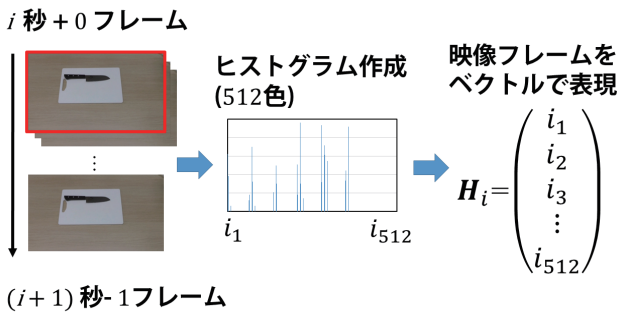 i 秒 + 0 フレーム
⋮
(i + 1) 秒- 1フレーム
ヒストグラム作成
(512色)
i₁ i₅₁₂
映像フレームを
ベクトルで表現
i₁
i₂
Hᵢ= i₃
⋮
i₅₁₂